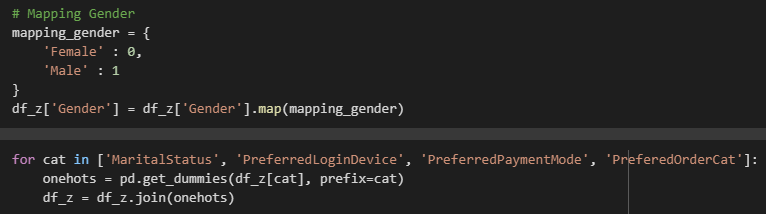 # Mapping Gender
mapping_gender = {
    'Female' : 0,
    'Male' : 1
}
df_z['Gender'] = df_z['Gender'].map(mapping_gender)
for cat in ['MaritalStatus', 'PreferredLoginDevice', 'PreferredPaymentMode', 'PreferedOrderCat']:
    onehots = pd.get_dummies(df_z[cat], prefix=cat)
    df_z = df_z.join(onehots)